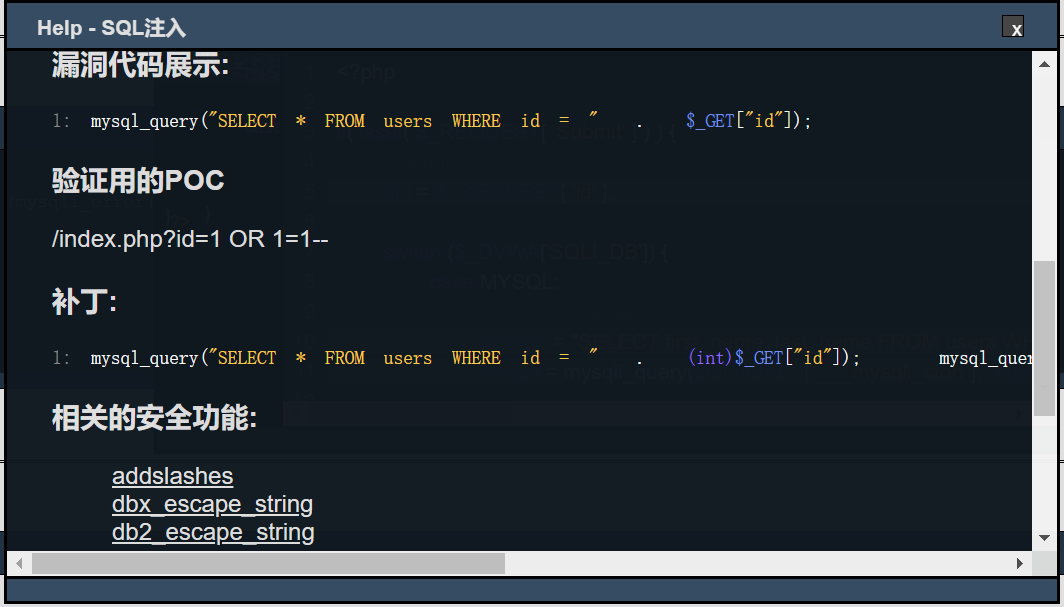 Help - SQL注入
x
漏洞代码展示:
1: mysql_query("SELECT * FROM users WHERE id = " . $_GET["id"]);
验证用的POC
/index.php?id=1 OR 1=1--
补丁:
1: mysql_query("SELECT * FROM users WHERE id = " . (int)$_GET["id"]); mysql_quer
相关的安全功能:
addslashes
dbx_escape_string
db2_escape_string